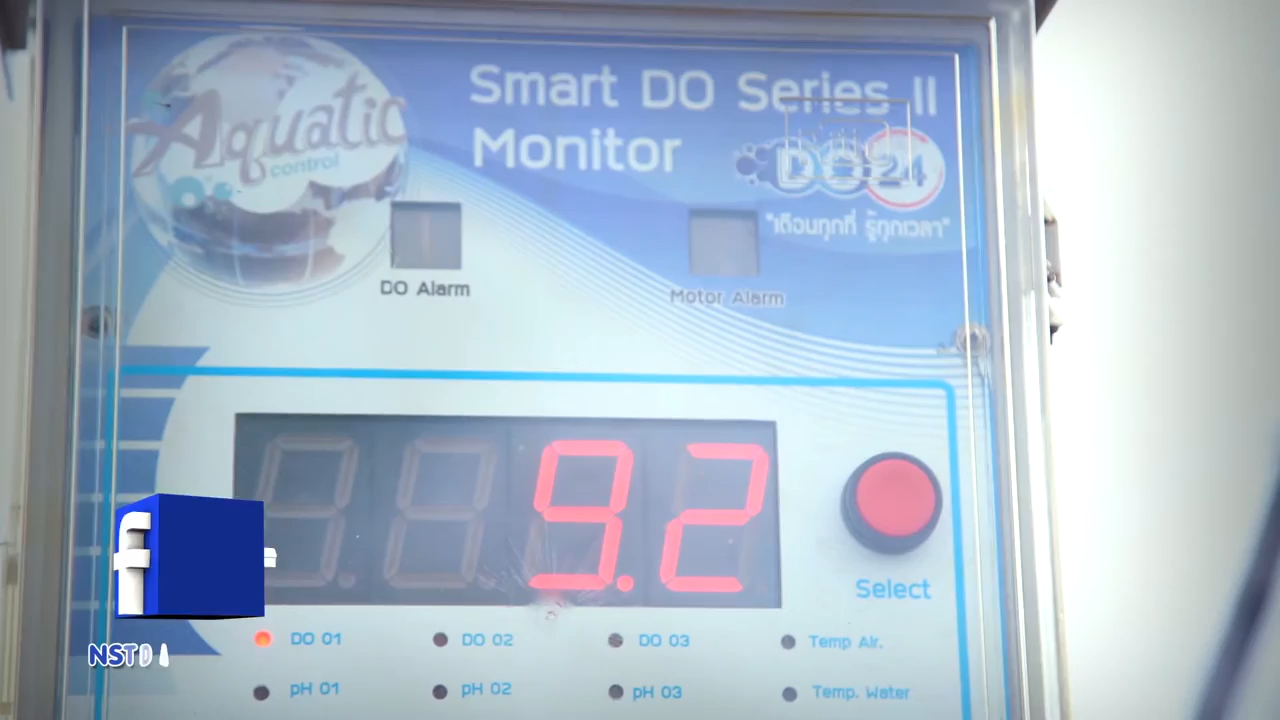 Aquatic
control
Smart DO Series II
Monitor
DO 24
"เตือนทุกที่ รู้ทุกเวลา"
DO Alarm
Motor Alarm
9.2
Select
f
NSTDA
DO 01
DO 02
DO 03
Temp Air.
pH 01
pH 02
pH 03
Temp. Water